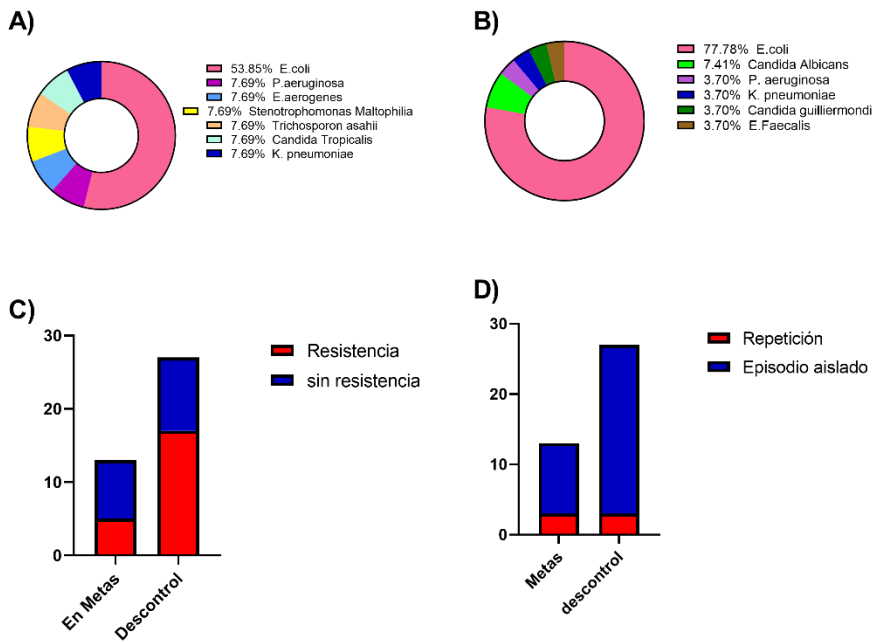 A)
53.85% E.coli
7.69% P.aeruginosa
7.69% E.aerogenes
7.69% Stenotrophomonas Maltophilia
7.69% Trichosporon asahii
7.69% Candida Tropicalis
7.69% K. pneumoniae
B)
77.78% E.coli
7.41% Candida Albicans
3.70% P. aeruginosa
3.70% K. pneumoniae
3.70% Candida guilliermondi
3.70% E.Faecalis
C)
30
20
10
0
En Metas
Descontrol
Resistencia
sin resistencia
D)
30
20
10
0
Metas
descontrol
Repetición
Episodio aislado